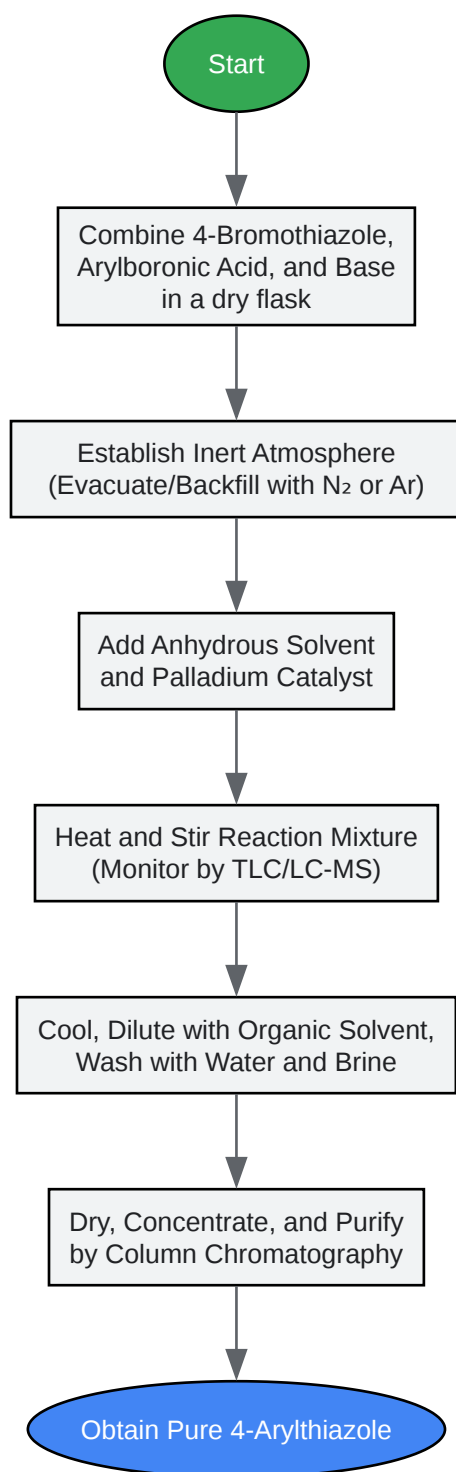 Start
Combine 4-Bromothiazole,
Arylboronic Acid, and Base
in a dry flask
Establish Inert Atmosphere
(Evacuate/Backfill with N₂ or Ar)
Add Anhydrous Solvent
and Palladium Catalyst
Heat and Stir Reaction Mixture
(Monitor by TLC/LC-MS)
Cool, Dilute with Organic Solvent,
Wash with Water and Brine
Dry, Concentrate, and Purify
by Column Chromatography
Obtain Pure 4-Arylthiazole